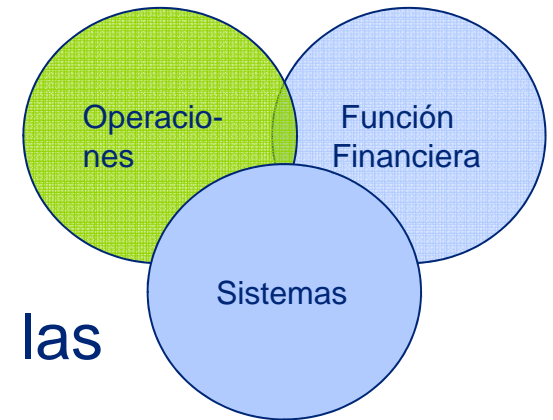 Operacio-
nes
Función
Financiera
Sistemas
las